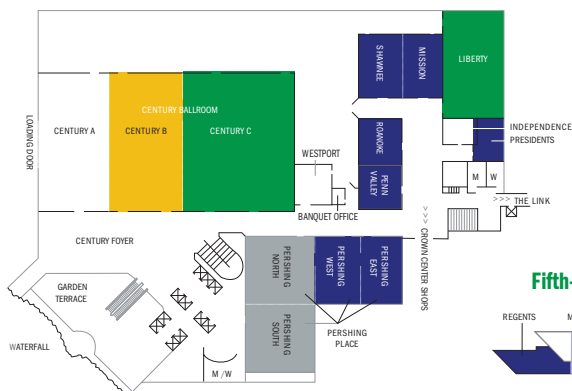 SHAWNEE
MISSION
LIBERTY
CENTURY BALLROOM
CENTURY A
CENTURY B
CENTURY C
LOADING DOOR
ROANOKE
INDEPENDENCE
PRESIDENTS
WESTPORT
PENN
VALLEY
M
W
BANQUET OFFICE
>>> THE LINK
>>> CROWN CENTER SHOPS
CENTURY FOYER
PERSHING
NORTH
PERSHING
WEST
PERSHING
EAST
GARDEN
TERRACE
PERSHING
SOUTH
PERSHING
PLACE
WATERFALL
M / W
Fifth-
REGENTS
M